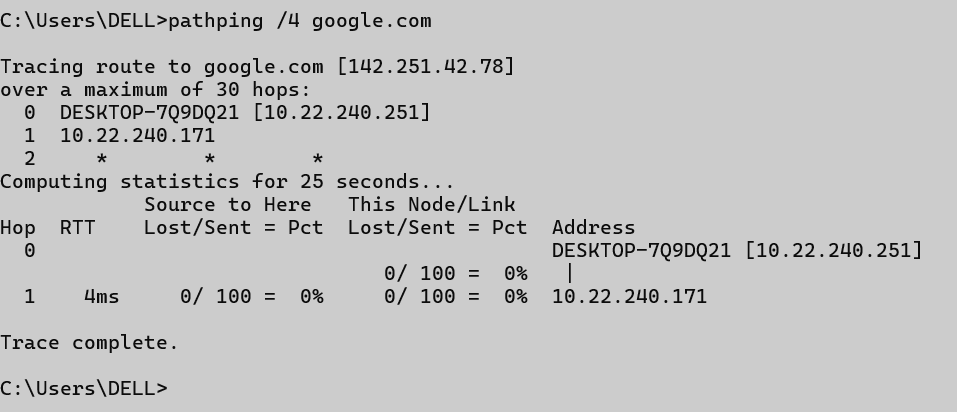 C:\Users\DELL>pathping /4 google.com
Tracing route to google.com [142.251.42.78]
over a maximum of 30 hops:
  0  DESKTOP-7Q9DQ21 [10.22.240.251]
  1  10.22.240.171
  2     *        *        *
Computing statistics for 25 seconds...
            Source to Here   This Node/Link
Hop  RTT    Lost/Sent = Pct  Lost/Sent = Pct  Address
  0                                           DESKTOP-7Q9DQ21 [10.22.240.251]
                                0/ 100 =  0%   |
  1    4ms     0/ 100 =  0%     0/ 100 =  0%  10.22.240.171
Trace complete.
C:\Users\DELL>